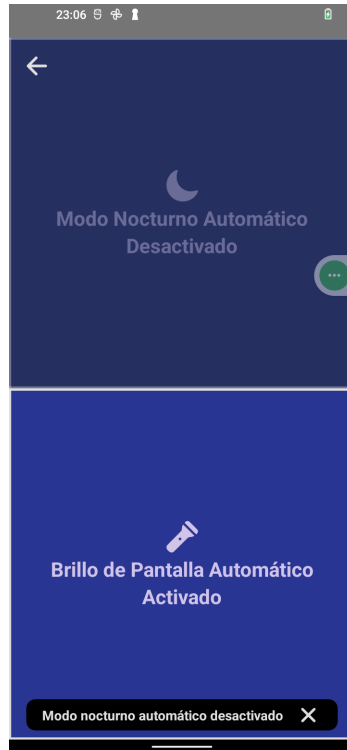 23:06
Modo Nocturno Automático
Desactivado
Brillo de Pantalla Automático
Activado
Modo nocturno automático desactivado